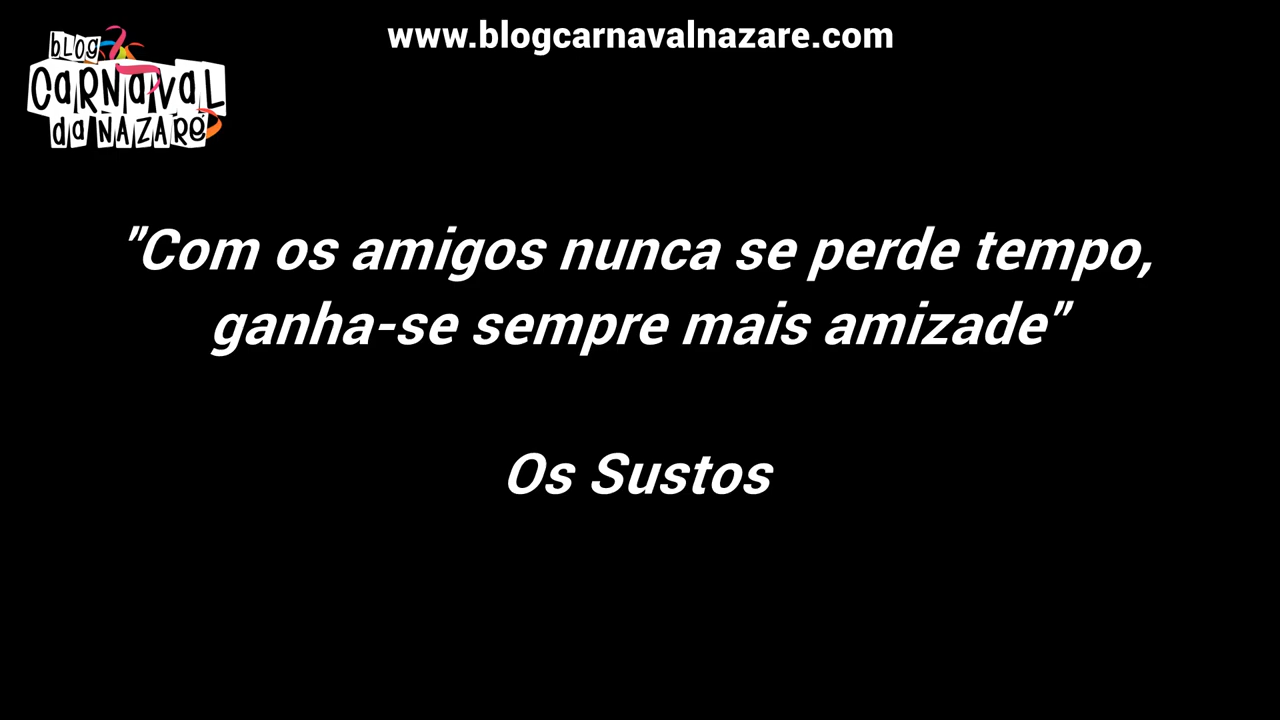 www.blogcarnavalnazare.com
BLOG
CARNAVAL
da NAZARÉ
"Com os amigos nunca se perde tempo,
ganha-se sempre mais amizade"
Os Sustos